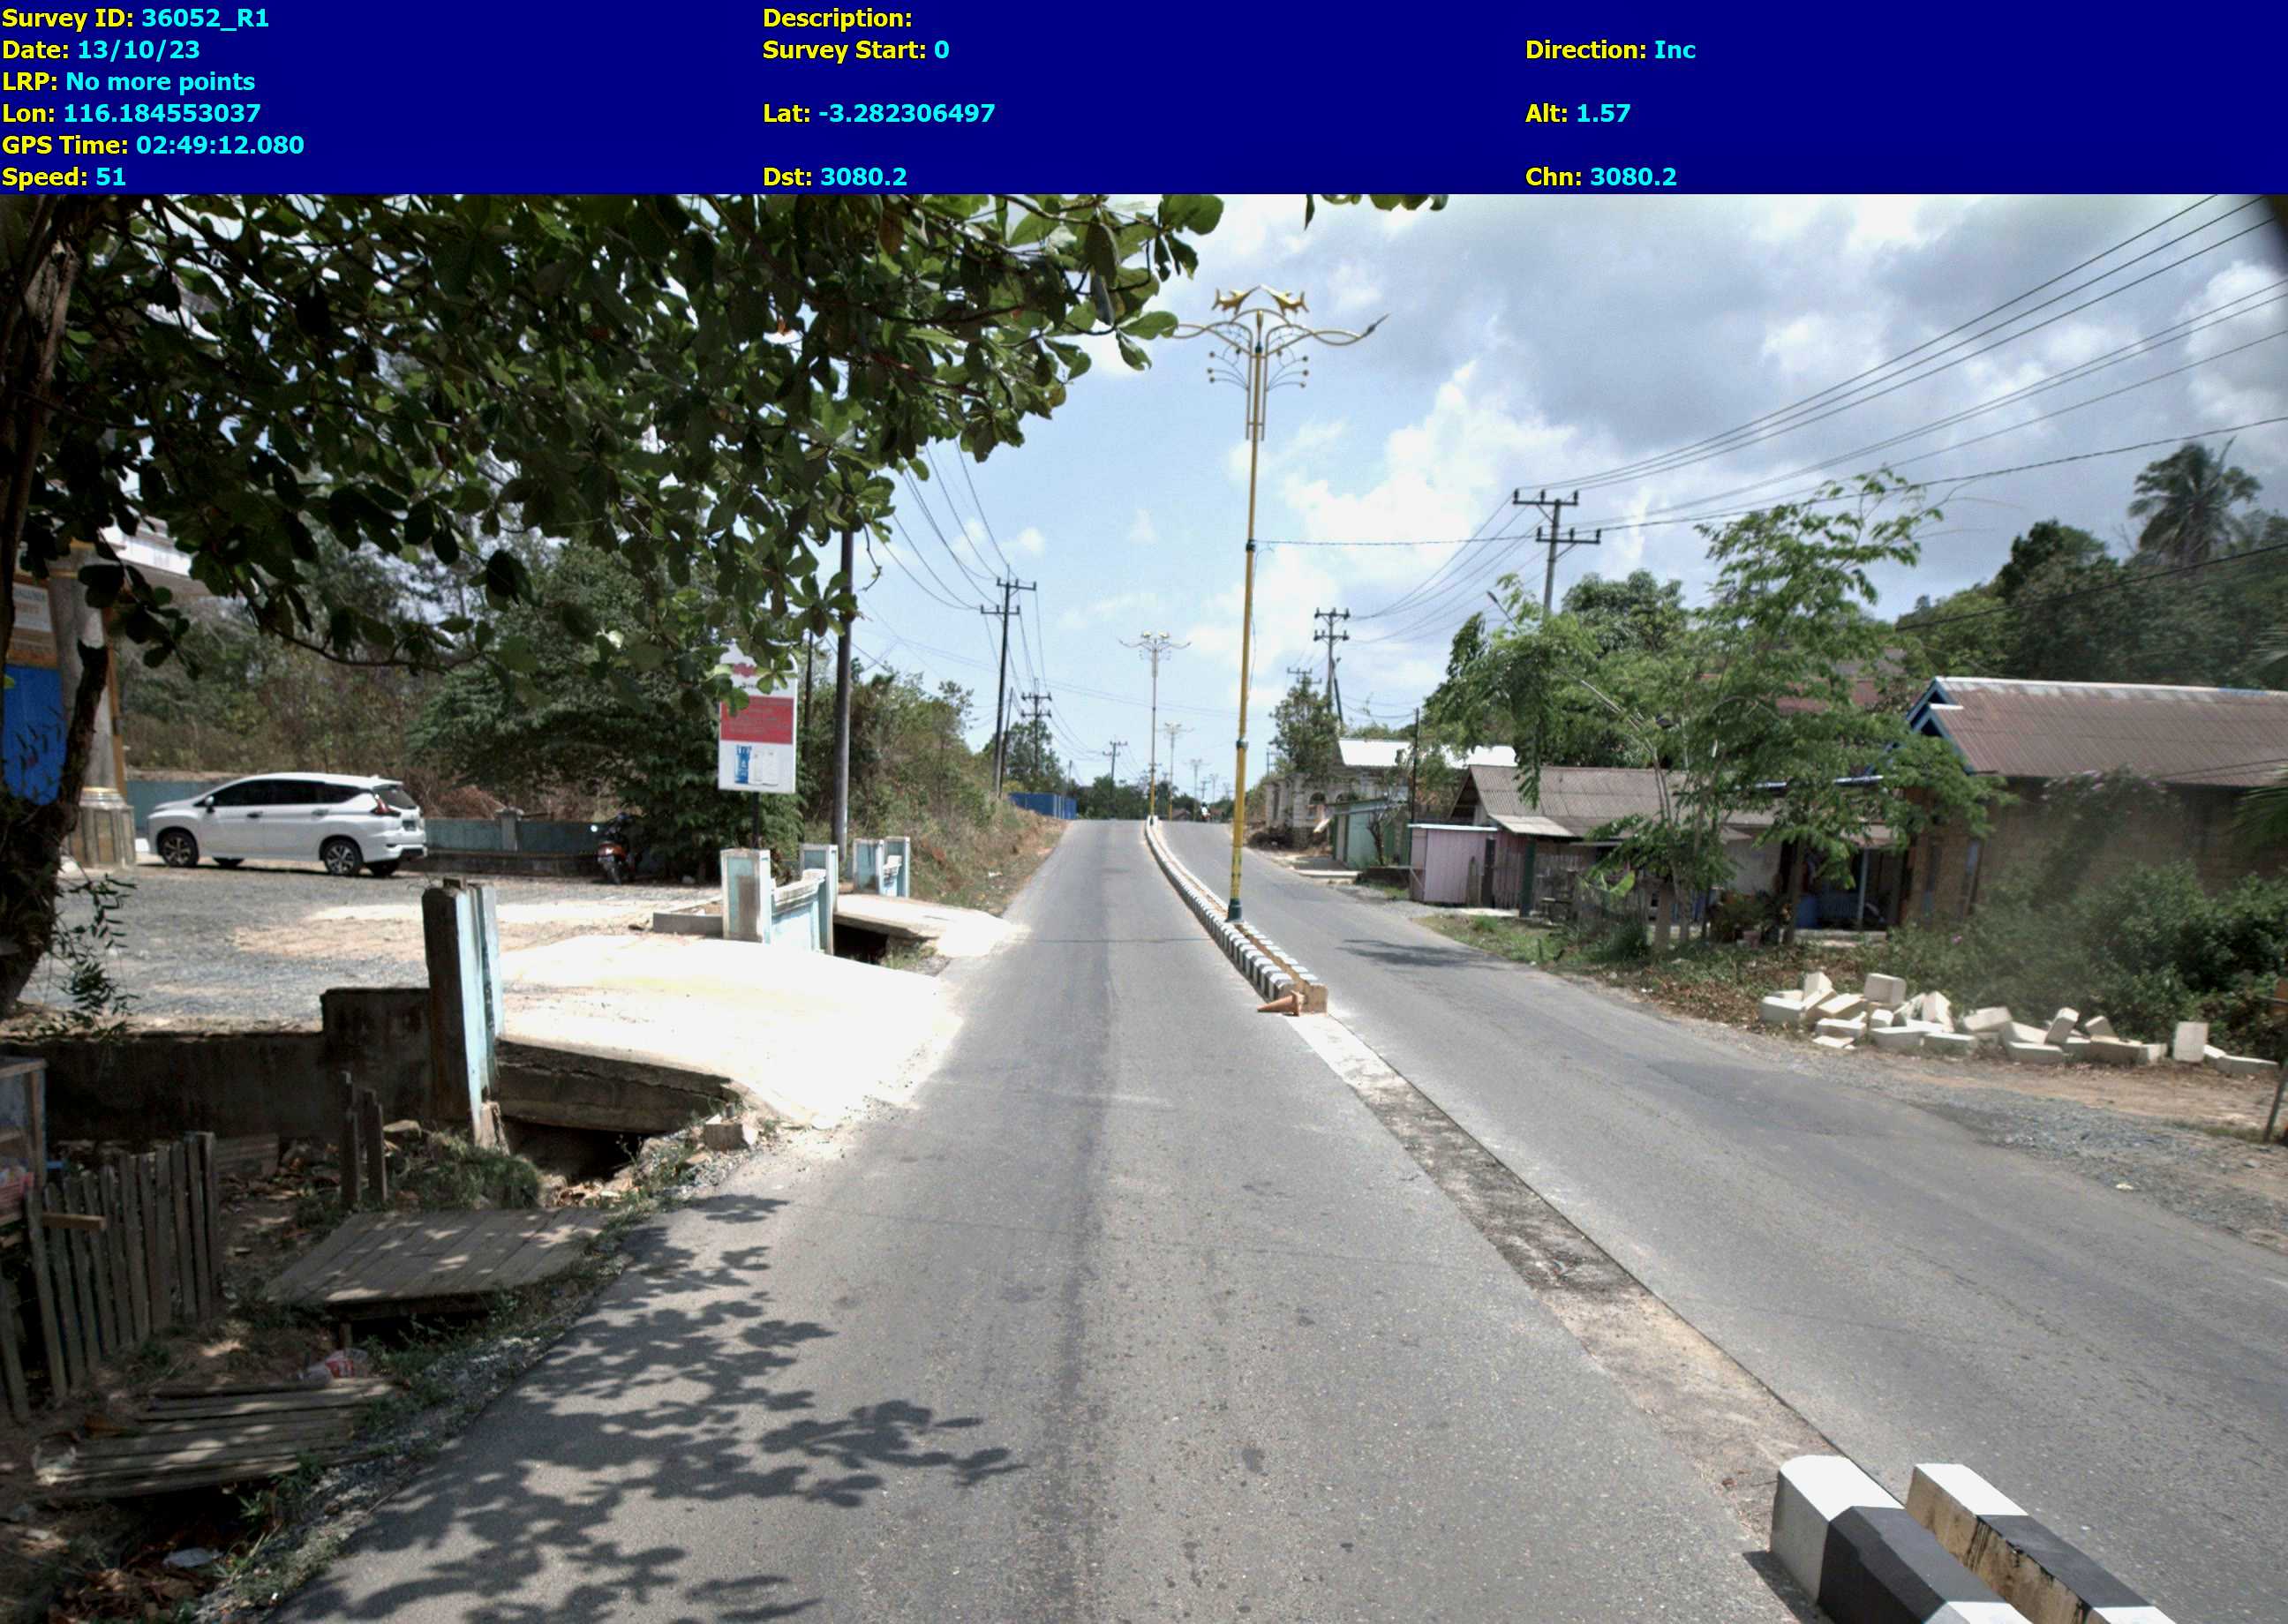 Survey ID: 36052_R1
Description:
Date: 13/10/23
Survey Start: 0
Direction: Inc
LRP: No more points
Lon: 116.184553037
Lat: -3.282306497
Alt: 1.57
GPS Time: 02:49:12.080
Speed: 51
Dst: 3080.2
Chn: 3080.2